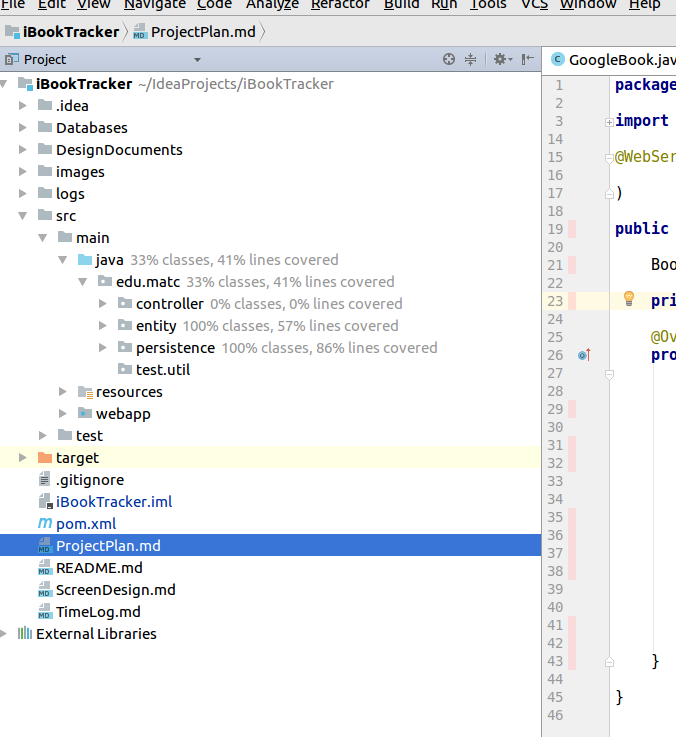 File Edit View Navigate Code Analyze Refactor Build Run Tools VCS Window Help
iBookTracker ProjectPlan.md
Project
GoogleBook.jav
iBookTracker ~/IdeaProjects/iBookTracker
.idea
Databases
DesignDocuments
images
logs
src
main
java 33% classes, 41% lines covered
edu.matc 33% classes, 41% lines covered
controller 0% classes, 0% lines covered
entity 100% classes, 57% lines covered
persistence 100% classes, 86% lines covered
test.util
resources
webapp
test
target
.gitignore
iBookTracker.iml
pom.xml
ProjectPlan.md
README.md
ScreenDesign.md
TimeLog.md
External Libraries
1 package
2
3 import
14
15 @WebSer
16
17 )
18
19 public
20
21 Boo
22
23 pri
24
25 @Ov
26 pro
27
28
29
30
31
32
33
34
35
36
37
38
39
40
41
42
43 }
44
45 }
46